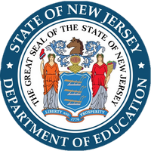 STATE OF NEW JERSEY
DEPARTMENT OF EDUCATION
THE GREAT SEAL OF THE STATE OF NEW JERSEY
LIBERTY AND PROSPERITY